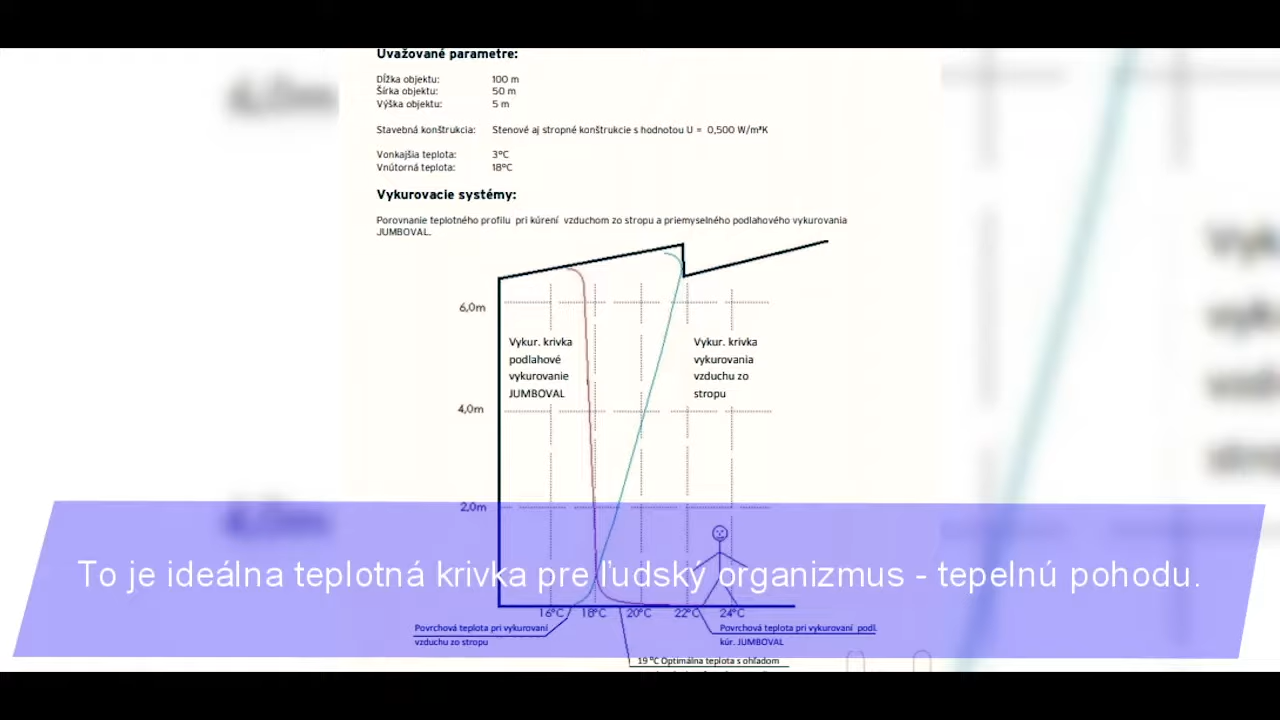 Uvažované parametre:
Dĺžka objektu: 100 m
Šírka objektu: 50 m
Výška objektu: 5 m
Stavebná konštrukcia: Stenové aj stropné konštrukcie s hodnotou U = 0,500 W/m²K
Vonkajšia teplota: 3°C
Vnútorná teplota: 18°C
Vykurovacie systémy:
Porovnanie teplotného profilu pri kúrení vzduchom zo stropu a priemyselného podlahového vykurovania
JUMBOVAL.
6,0m
Vykur. krivka
podlahové
vykurovanie
JUMBOVAL
Vykur. krivka
vykurovania
vzduchu zo
stropu
4,0m
2,0m
To je ideálna teplotná krivka pre ľudský organizmus - tepelnú pohodu.
16°C 18°C 20°C 22°C 24°C
Povrchová teplota pri vykurovaní
vzduchu zo stropu
Povrchová teplota pri vykurovaní podl.
kúr. JUMBOVAL
19 °C Optimálna teplota s ohľadom